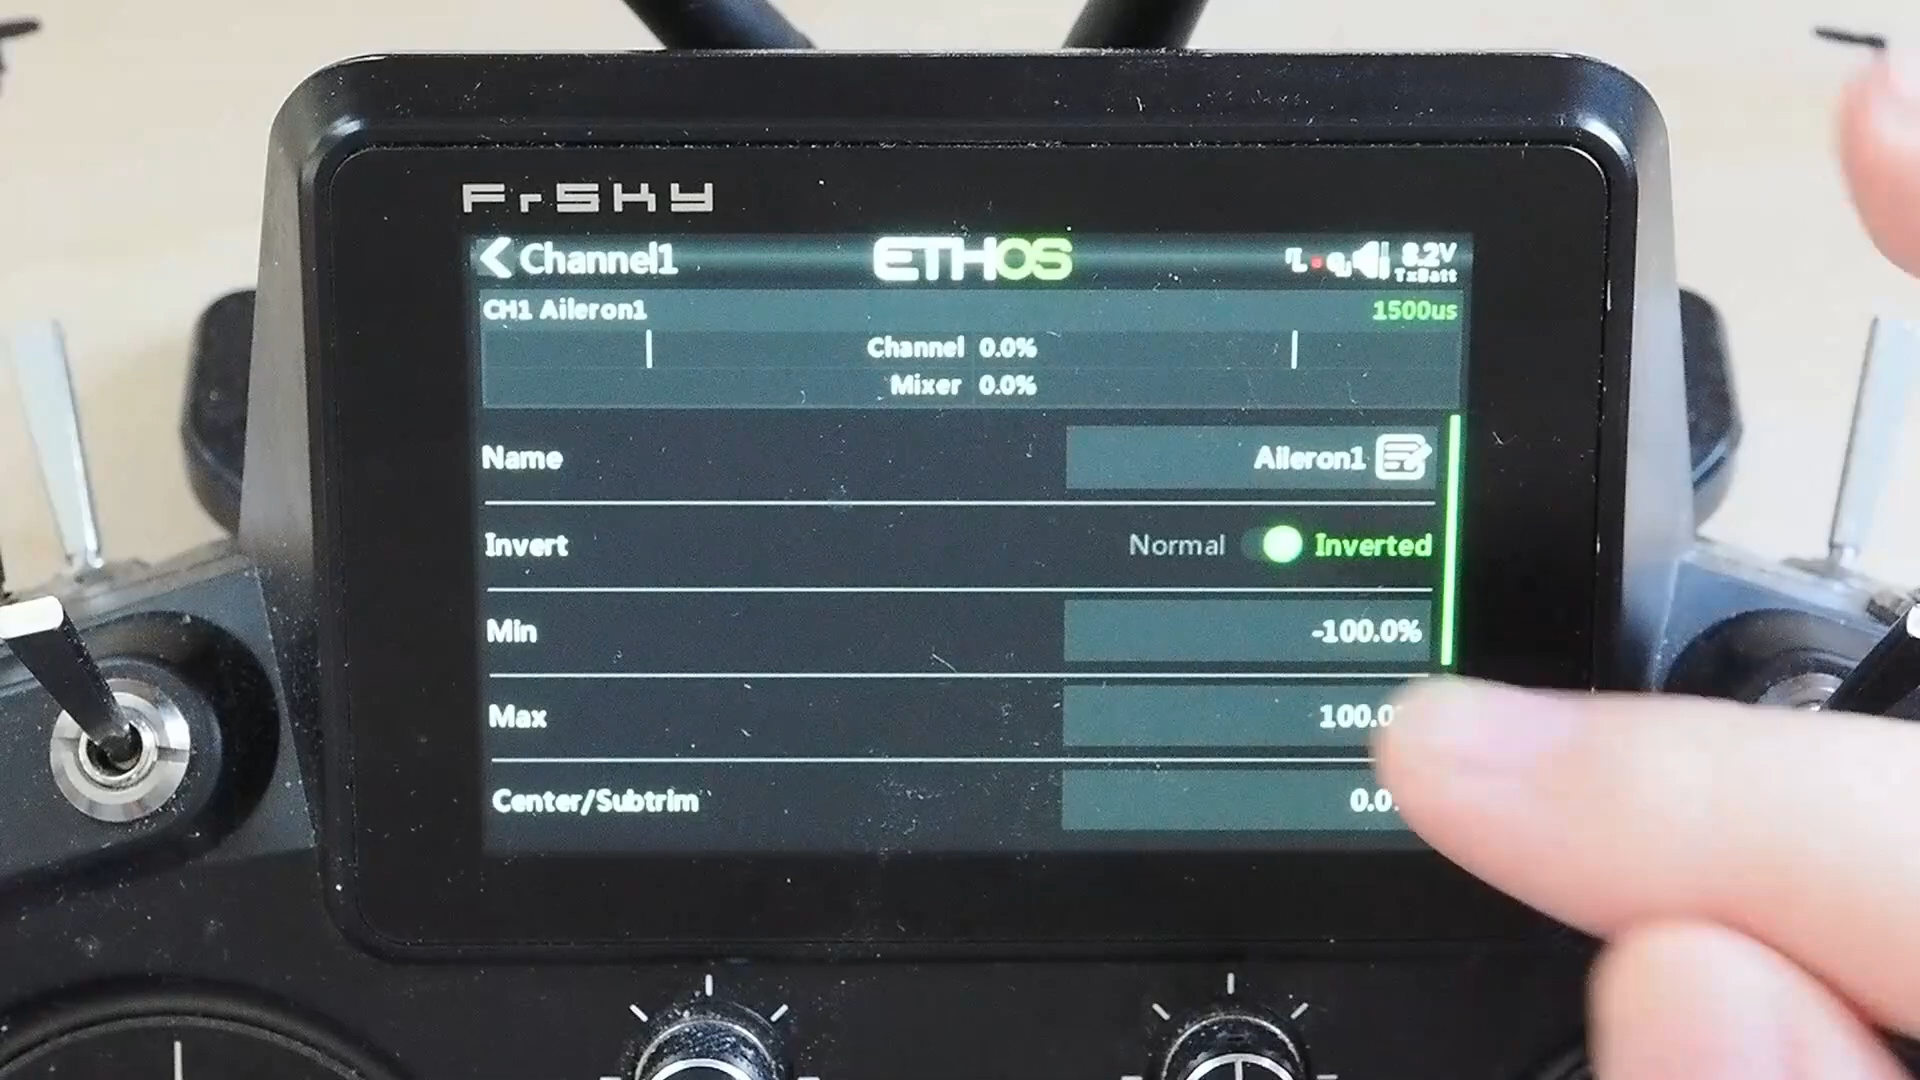 FrSKY
Channel1
ETHOS
8.2V
TxBatt
CH1 Aileron1
1500us
Channel 0.0%
Mixer 0.0%
Name
Aileron1
Invert
Normal
Inverted
Min
-100.0%
Max
100.0
Center/Subtrim
0.0